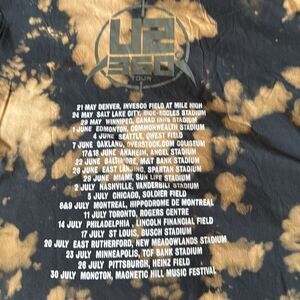 U2
360°
TOUR
21 MAY DENVER, INVESCO FIELD AT MILE HIGH
24 MAY SALT LAKE CITY, RICE-ECCLES STADIUM
29 MAY WINNIPEG, CANAD INNS STADIUM
1 JUNE EDMONTON, COMMONWEALTH STADIUM
4 JUNE SEATTLE, QWEST FIELD
7 JUNE OAKLAND, OVERSTOCK.COM COLISEUM
17&18 JUNE ANAHEIM, ANGEL STADIUM
22 JUNE BALTIMORE, M&T BANK STADIUM
26 JUNE EAST LANSING, SPARTAN STADIUM
29 JUNE MIAMI, SUN LIFE STADIUM
2 JULY NASHVILLE, VANDERBILT STADIUM
5 JULY CHICAGO, SOLDIER FIELD
8&9 JULY MONTREAL, HIPPODROME DE MONTREAL
11 JULY TORONTO, ROGERS CENTRE
14 JULY PHILADELPHIA, LINCOLN FINANCIAL FIELD
17 JULY ST LOUIS, BUSCH STADIUM
20 JULY EAST RUTHERFORD, NEW MEADOWLANDS STADIUM
23 JULY MINNEAPOLIS, TCF BANK STADIUM
26 JULY PITTSBURGH, HEINZ FIELD
30 JULY MONCTON, MAGNETIC HILL MUSIC FESTIVAL